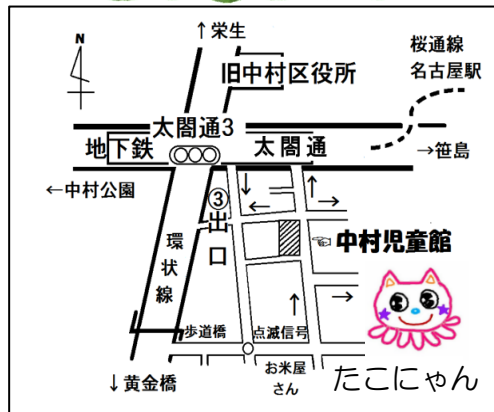 ↑栄生
N
桜通線
名古屋駅
旧中村区役所
太閤通3
地下鉄
太閤通
→笹島
←中村公園
③出口
環状線
☜中村児童館
歩道橋
点滅信号
お米屋
さん
↓黄金橋
たこにゃん